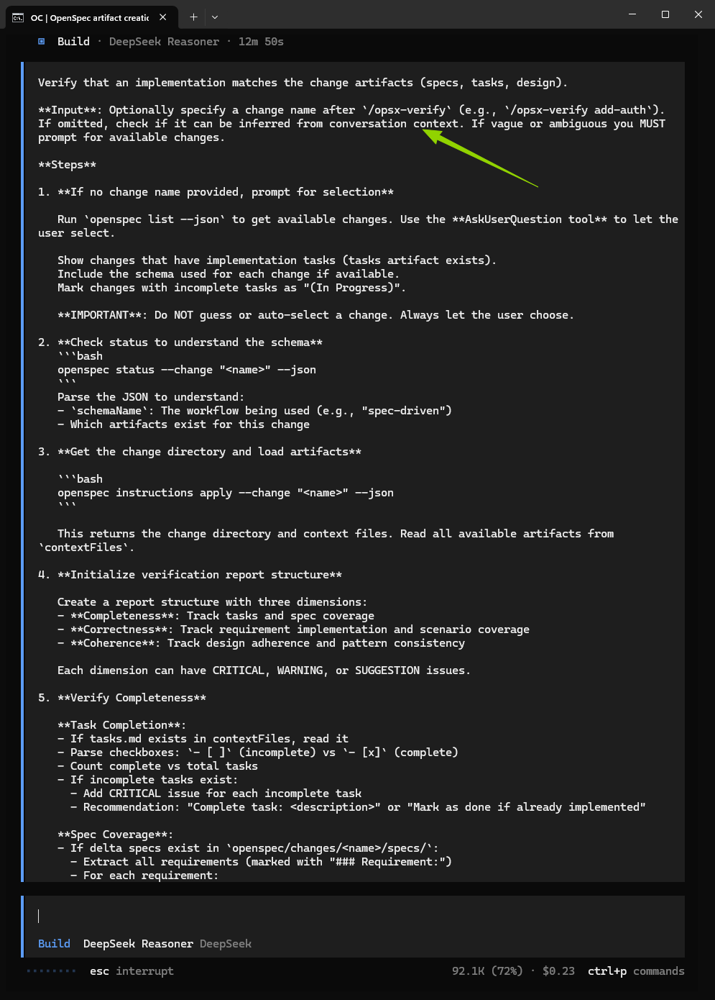 OC | OpenSpec artifact creatic
Build · DeepSeek Reasoner · 12m 50s
Verify that an implementation matches the change artifacts (specs, tasks, design).
**Input**: Optionally specify a change name after `/opsx-verify` (e.g., `/opsx-verify add-auth`).
If omitted, check if it can be inferred from conversation context. If vague or ambiguous you MUST
prompt for available changes.
**Steps**
1. **If no change name provided, prompt for selection**
Run `openspec list --json` to get available changes. Use the **AskUserQuestion tool** to let the
user select.
Show changes that have implementation tasks (tasks artifact exists).
Include the schema used for each change if available.
Mark changes with incomplete tasks as "(In Progress)".
**IMPORTANT**: Do NOT guess or auto-select a change. Always let the user choose.
2. **Check status to understand the schema**
```bash
openspec status --change "<name>" --json
```
Parse the JSON to understand:
- `schemaName`: The workflow being used (e.g., "spec-driven")
- Which artifacts exist for this change
3. **Get the change directory and load artifacts**
```bash
openspec instructions apply --change "<name>" --json
```
This returns the change directory and context files. Read all available artifacts from
`contextFiles`.
4. **Initialize verification report structure**
Create a report structure with three dimensions:
- **Completeness**: Track tasks and spec coverage
- **Correctness**: Track requirement implementation and scenario coverage
- **Coherence**: Track design adherence and pattern consistency
Each dimension can have CRITICAL, WARNING, or SUGGESTION issues.
5. **Verify Completeness**
**Task Completion**:
- If tasks.md exists in contextFiles, read it
- Parse checkboxes: `- [ ]` (incomplete) vs `- [x]` (complete)
- Count complete vs total tasks
- If incomplete tasks exist:
- Add CRITICAL issue for each incomplete task
- Recommendation: "Complete task: <description>" or "Mark as done if already implemented"
**Spec Coverage**:
- If delta specs exist in `openspec/changes/<name>/specs/`:
- Extract all requirements (marked with "### Requirement:")
- For each requirement:
Build DeepSeek Reasoner DeepSeek
esc interrupt 92.1K (72%) · $0.23 ctrl+p commands